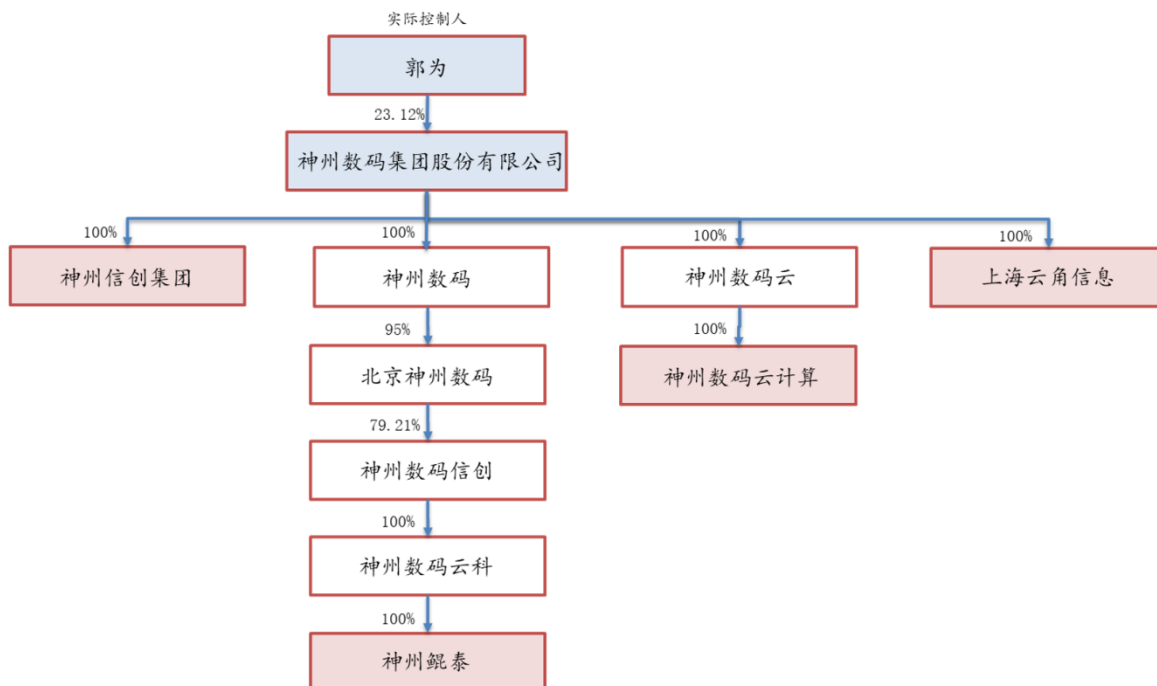 实际控制人
郭为
23.12%
神州数码集团股份有限公司
100%
100%
100%
100%
神州信创集团
神州数码
神州数码云
上海云角信息
95%
100%
北京神州数码
神州数码云计算
79.21%
神州数码信创
100%
神州数码云科
100%
神州鲲泰